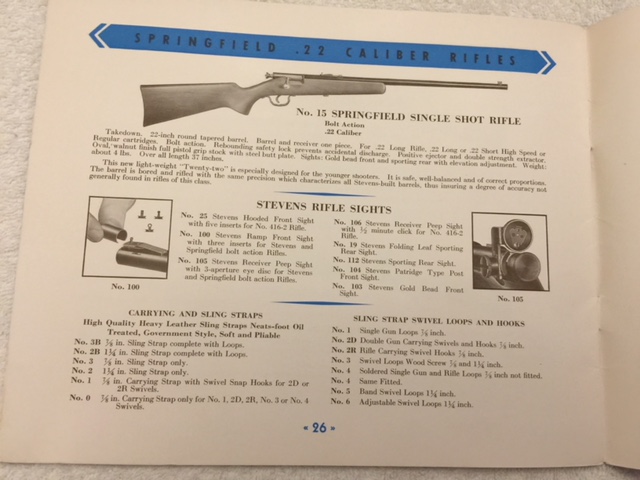 SPRINGFIELD .22 CALIBER RIFLES
No. 15 SPRINGFIELD SINGLE SHOT RIFLE
Bolt Action
.22 Caliber
Takedown. 22-inch round tapered barrel. Barrel and receiver one piece. For .22 Long Rifle, .22 Long or .22 Short High Speed or
Regular cartridges. Bolt action. Rebounding safety lock prevents accidental discharge. Positive ejector and double strength extractor.
Oval, walnut finish full pistol grip stock with steel butt plate. Sights: Gold bead front and sporting rear with elevation adjustment. Weight:
about 4 lbs. Over all length 37 inches.
This new light-weight "Twenty-two" is especially designed for the younger shooters. It is safe, well-balanced and of correct proportions.
The barrel is bored and rifled with the same precision which characterizes all Stevens-built barrels, thus insuring a degree of accuracy not
generally found in rifles of this class.
STEVENS RIFLE SIGHTS
No. 25 Stevens Hooded Front Sight
with five inserts for No. 416-2
Rifle.
No. 100 Stevens Ramp Front Sight
with three inserts for Stevens and
Springfield bolt action Rifles.
No. 105 Stevens Receiver Peep Sight
with 3-aperture eye disc for Stevens
and Springfield bolt action Rifles.
No. 106 Stevens Receiver Peep Sight
with ½ minute click for No. 416-2
Rifle.
No. 19 Stevens Folding Leaf Sporting
Rear Sight.
No. 112 Stevens Sporting Rear Sight.
No. 104 Stevens Patridge Type Post
Front Sight.
No. 103 Stevens Gold Bead Front
Sight.
No. 100
No. 105
CARRYING AND SLING STRAPS
High Quality Heavy Leather Sling Straps Neats-foot Oil
Treated, Government Style, Soft and Pliable
No. 3B ⅞ in. Sling Strap complete with Loops.
No. 2B 1¼ in. Sling Strap complete with Loops.
No. 3 ⅞ in. Sling Strap only.
No. 2 1¼ in. Sling Strap only.
No. 1 ⅞ in. Carrying Strap with Swivel Snap Hooks for 2D or
2R Swivels.
No. 0 ⅞ in. Carrying Strap only for No. 1, 2D, 2R, No. 3 or No. 4
Swivels.
SLING STRAP SWIVEL LOOPS AND HOOKS
No. 1 Single Gun Loops ⅞ inch.
No. 2D Double Gun Carrying Swivels and Hooks ⅞ inch.
No. 2R Rifle Carrying Swivel Hooks ⅞ inch.
No. 3 Swivel Loops Wood Screw ⅞ and 1¼ inch.
No. 4 Soldered Single Gun and Rifle Loops ⅞ inch not fitted.
No. 4 Same Fitted.
No. 5 Band Swivel Loops 1¼ inch.
No. 6 Adjustable Swivel Loops 1¼ inch.
« 26 »